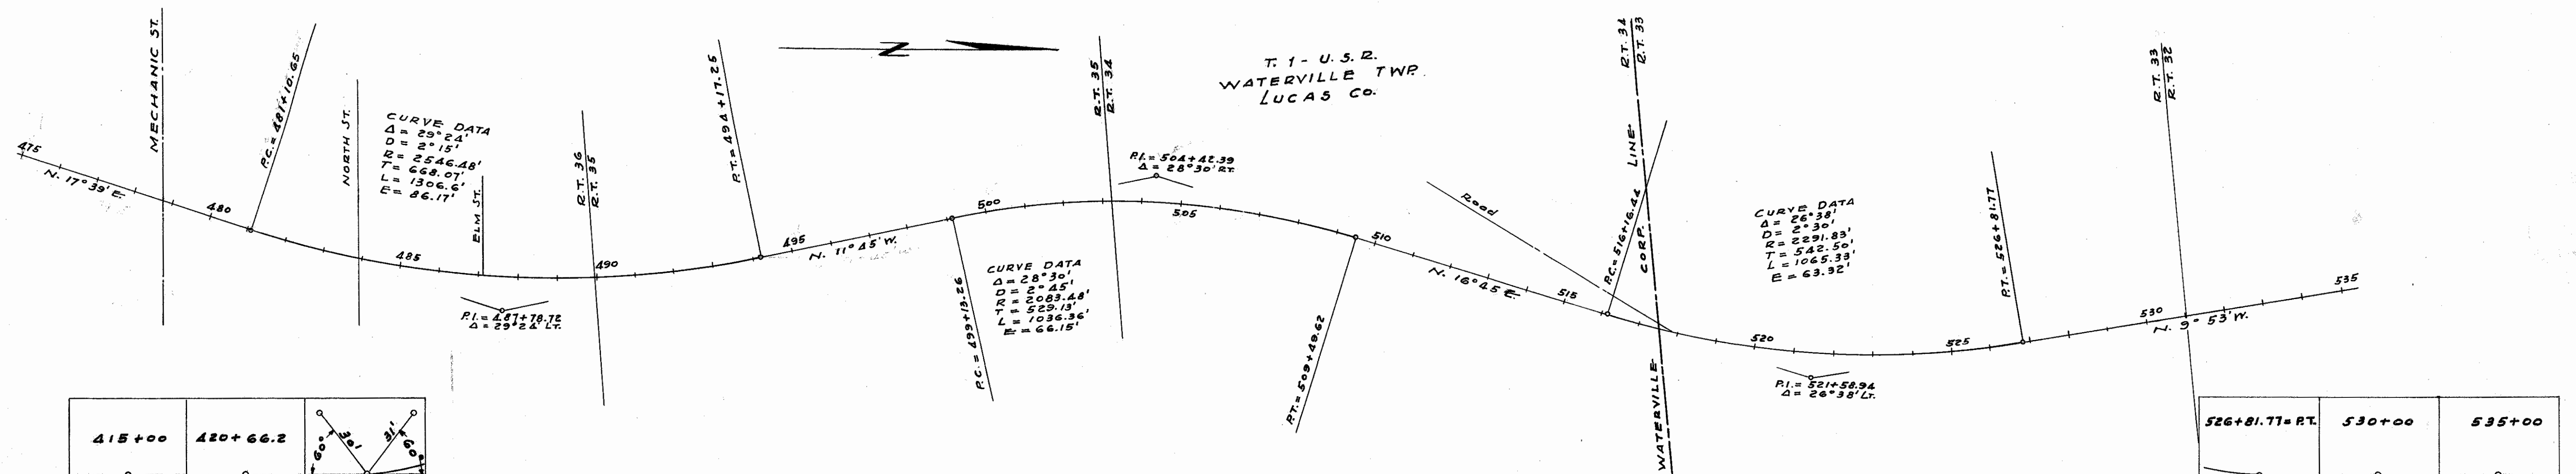 MECHANIC ST.
475
N. 17° 39' E.
480
P.C. = 481+10.65
NORTH ST.
CURVE DATA
Δ = 29° 24'
D = 2° 15'
R = 2546.48'
T = 668.07'
L = 1306.6'
E = 86.17'
485
ELM ST.
P.I. = 487+78.72
Δ = 29° 24' LT.
R.T. 36
R.T. 35
490
P.T. = 494+17.25
495
N. 11° 45' W.
Z
P.C. = 499+13.26
500
CURVE DATA
Δ = 28° 30'
D = 2° 45'
R = 2083.48'
T = 529.13'
L = 1036.36'
E = 66.15'
R.T. 35
R.T. 34
P.I. = 504+42.39
Δ = 28° 30' RT.
505
T. 1 - U. S. R.
WATERVILLE TWP.
LUCAS CO.
P.T. = 509+49.62
510
N. 16° 45' E.
Road
515
P.C. = 516+16.44
R.T. 34
R.T. 33
WATERVILLE CORP. LINE
CURVE DATA
Δ = 26° 38'
D = 2° 30'
R = 2291.83'
T = 542.50'
L = 1065.33'
E = 63.32'
520
P.I. = 521+58.94
Δ = 26° 38' LT.
525
P.T. = 526+81.77
530
N. 9° 53' W.
R.T. 33
R.T. 32
535
415+00
420+66.2
60°
30'
31'
60°
526+81.77 = P.T.
530+00
535+00